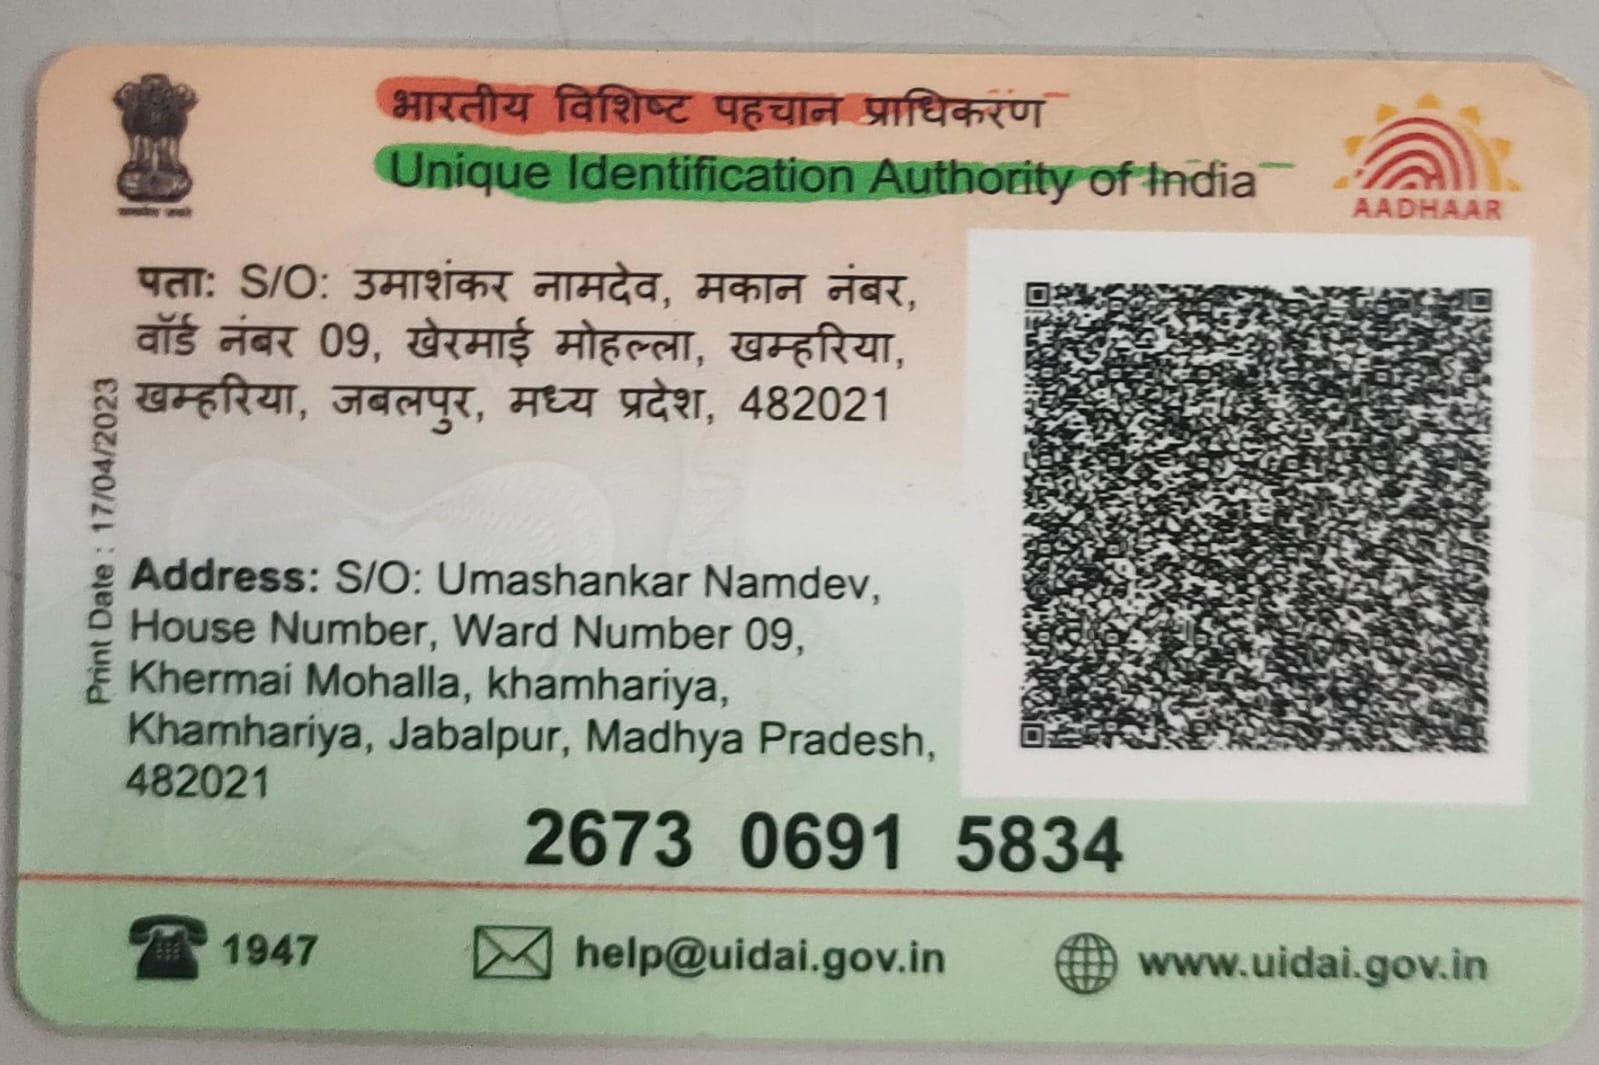 भारतीय विशिष्ट पहचान प्राधिकरण
Unique Identification Authority of India
AADHAAR
पता: S/O: उमाशंकर नामदेव, मकान नंबर,
वॉर्ड नंबर 09, खेरमाई मोहल्ला, खम्हरिया,
खम्हरिया, जबलपुर, मध्य प्रदेश, 482021
Print Date : 17/04/2023
Address: S/O: Umashankar Namdev,
House Number, Ward Number 09,
Khermai Mohalla, khamhariya,
Khamhariya, Jabalpur, Madhya Pradesh,
482021
2673 0691 5834
1947
help@uidai.gov.in
www.uidai.gov.in